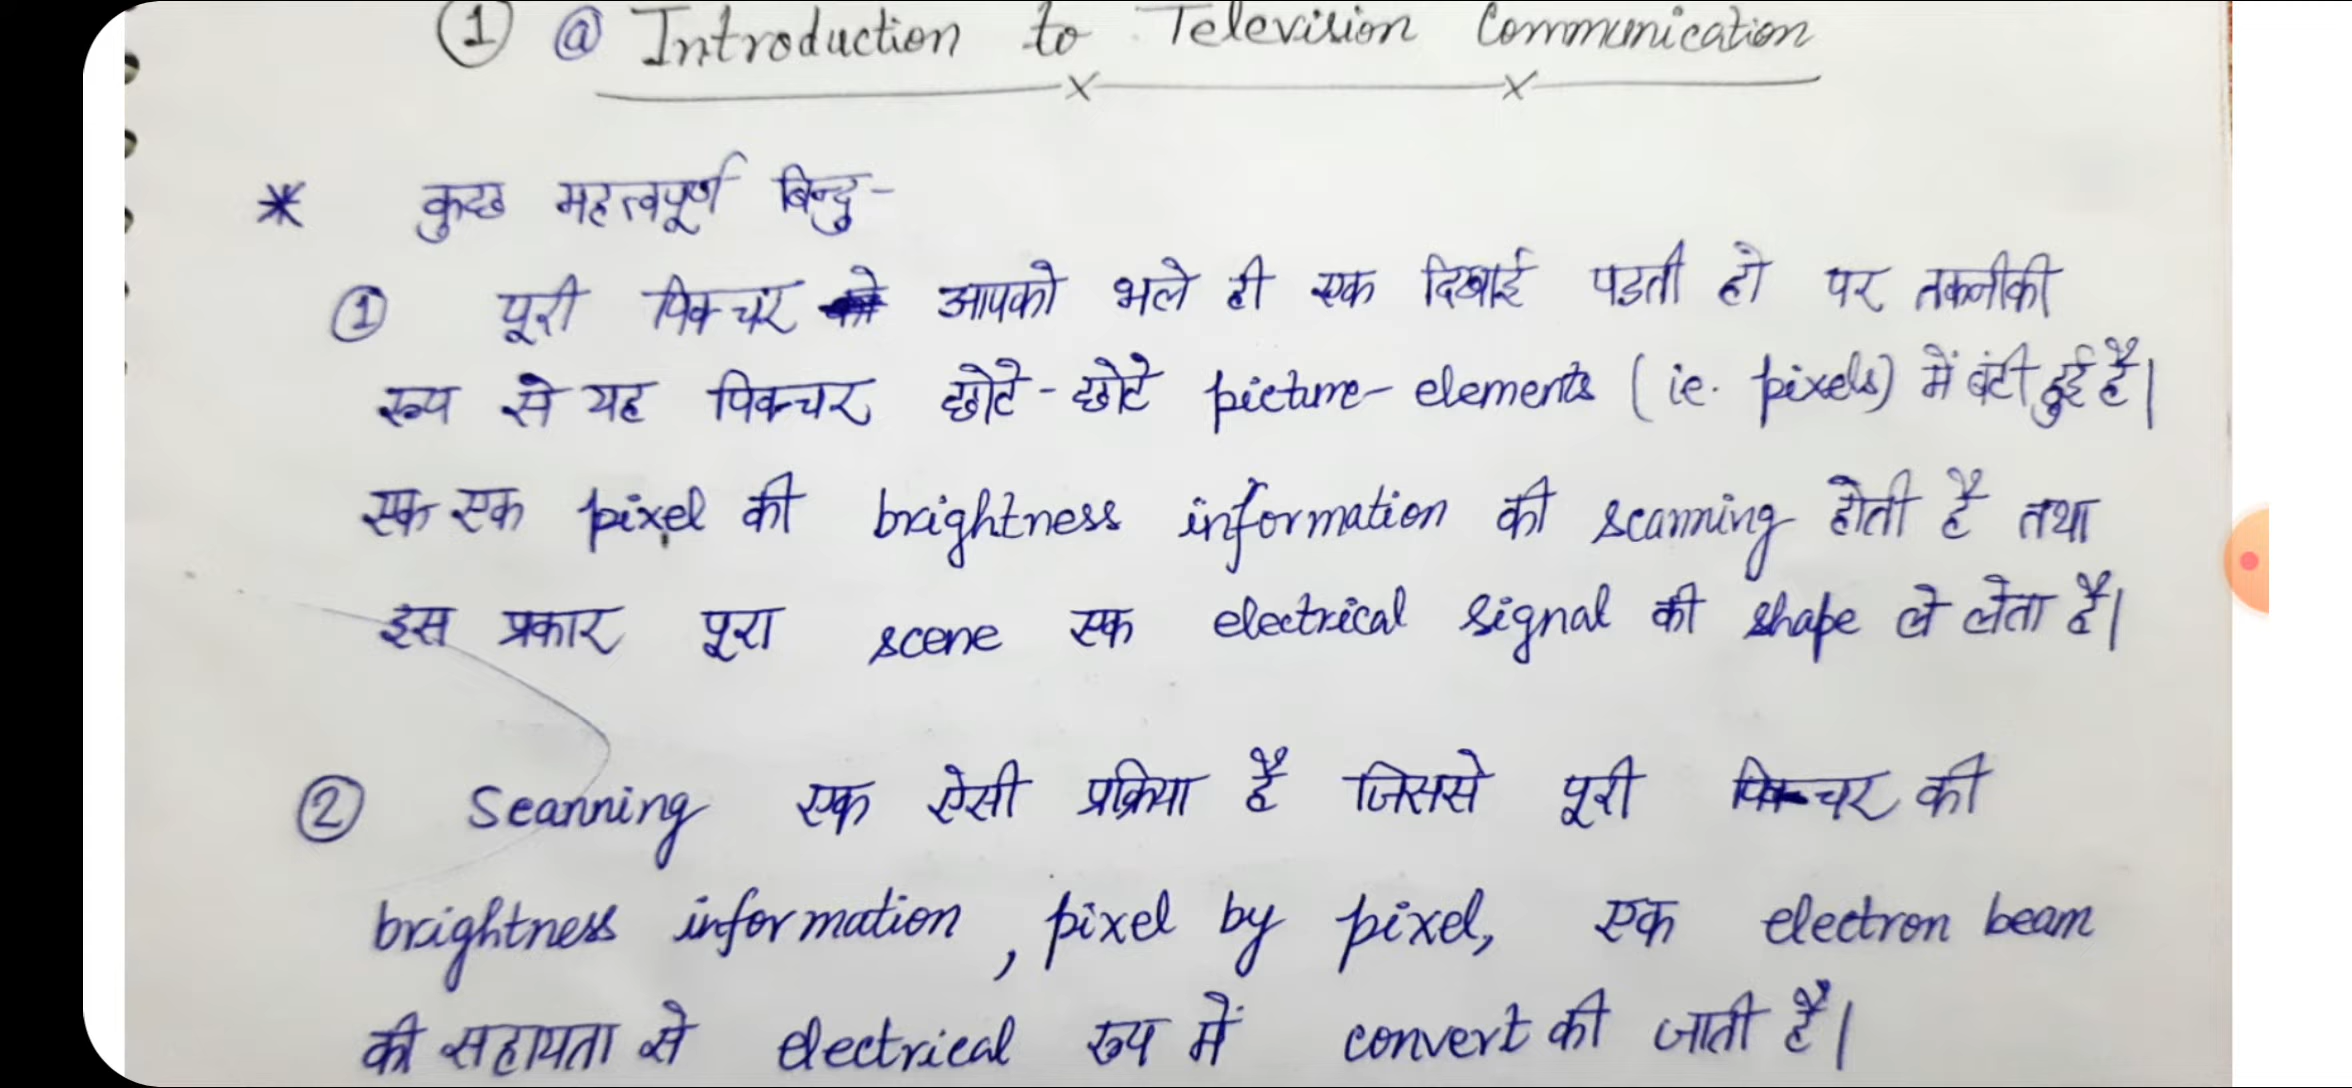 ① @ Introduction to Television Communication
* कुछ महत्वपूर्ण बिन्दु-
① पूरी पिक्चर आपको भले ही एक दिखाई पडती हो पर तकनीकी
रूप से यह पिक्चर छोटे-छोटे picture-elements (ie. pixels) में बंटी हुई है।
एक एक pixel की brightness information की scanning होती है तथा
इस प्रकार पूरा scene एक electrical signal की shape ले लेता है।
② Scanning एक ऐसी प्रक्रिया है जिससे पूरी पिक्चर की
brightness information, pixel by pixel, एक electron beam
की सहायता से electrical रूप में convert की जाती है।